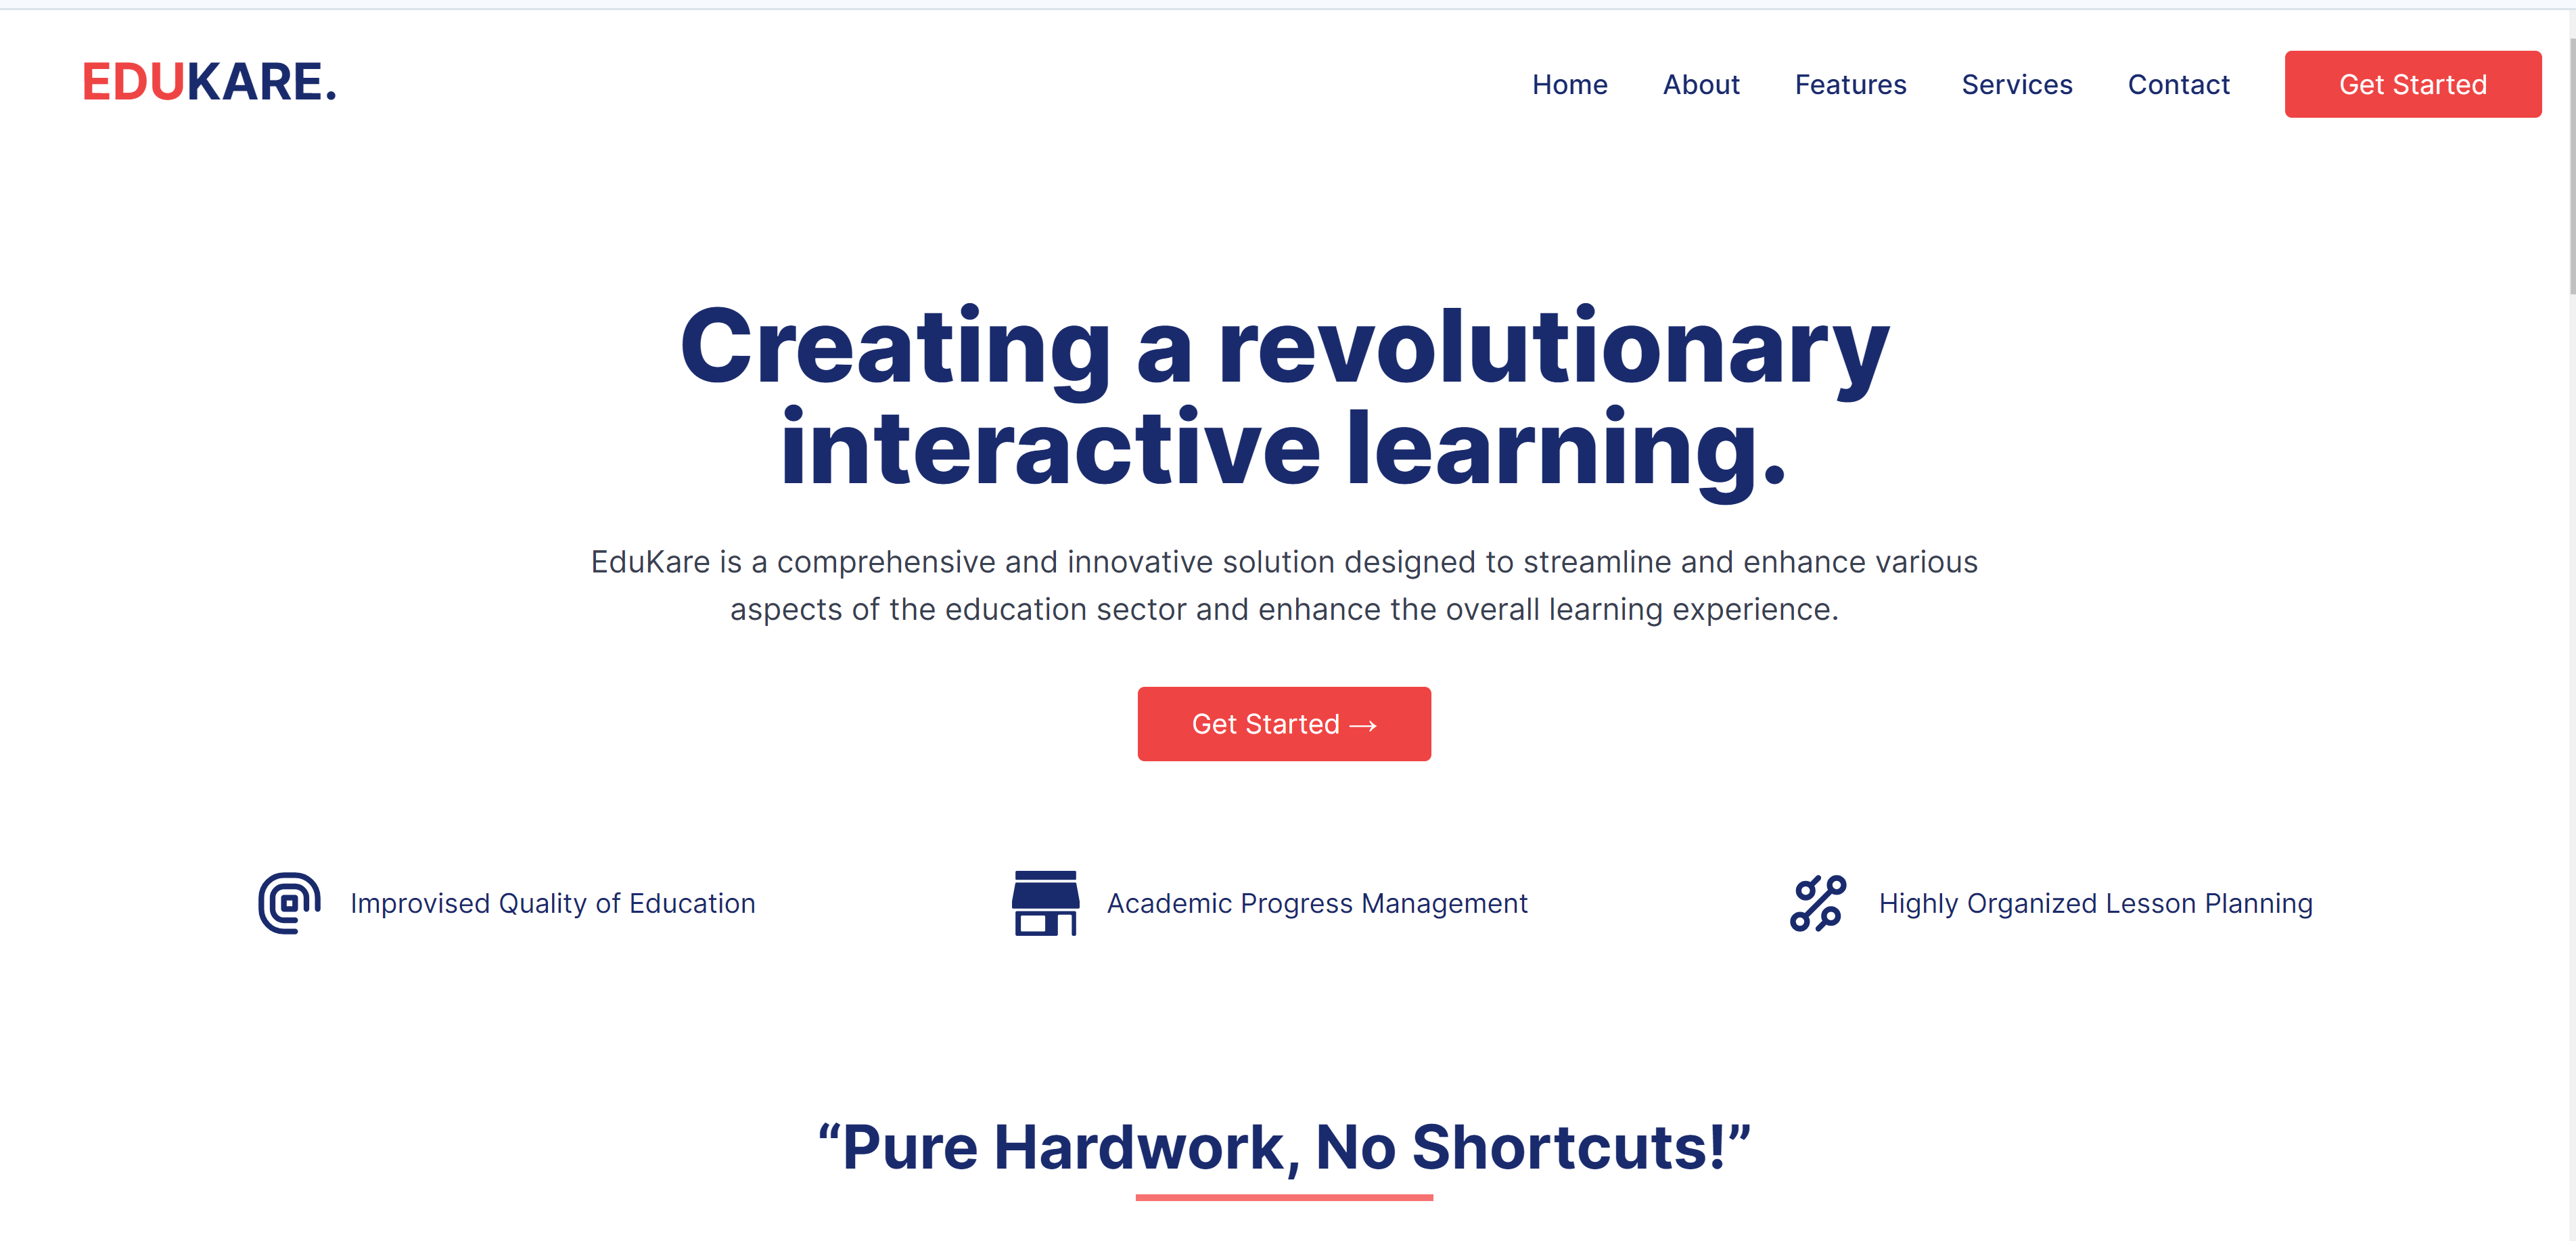 EDUKARE.
Home About Features Services Contact Get Started
Creating a revolutionary
interactive learning.
EduKare is a comprehensive and innovative solution designed to streamline and enhance various
aspects of the education sector and enhance the overall learning experience.
Get Started →
Improvised Quality of Education
Academic Progress Management
Highly Organized Lesson Planning
“Pure Hardwork, No Shortcuts!”